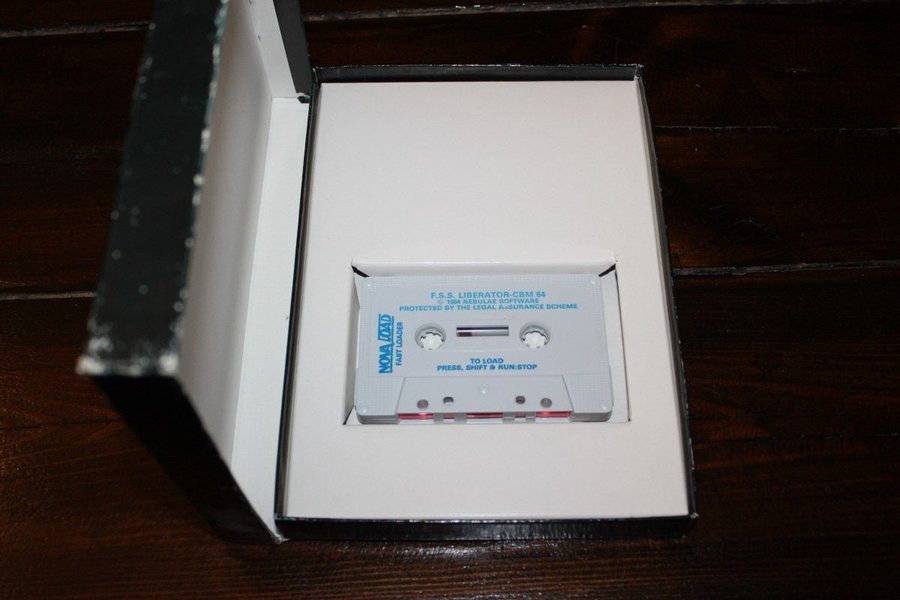 F.S.S. LIBERATOR-CBM 64
© 1984 NEBULAE SOFTWARE
PROTECTED BY THE LEGAL ASSURANCE SCHEME
NOVALOAD
FAST LOADER
TO LOAD
PRESS, SHIFT & RUN:STOP